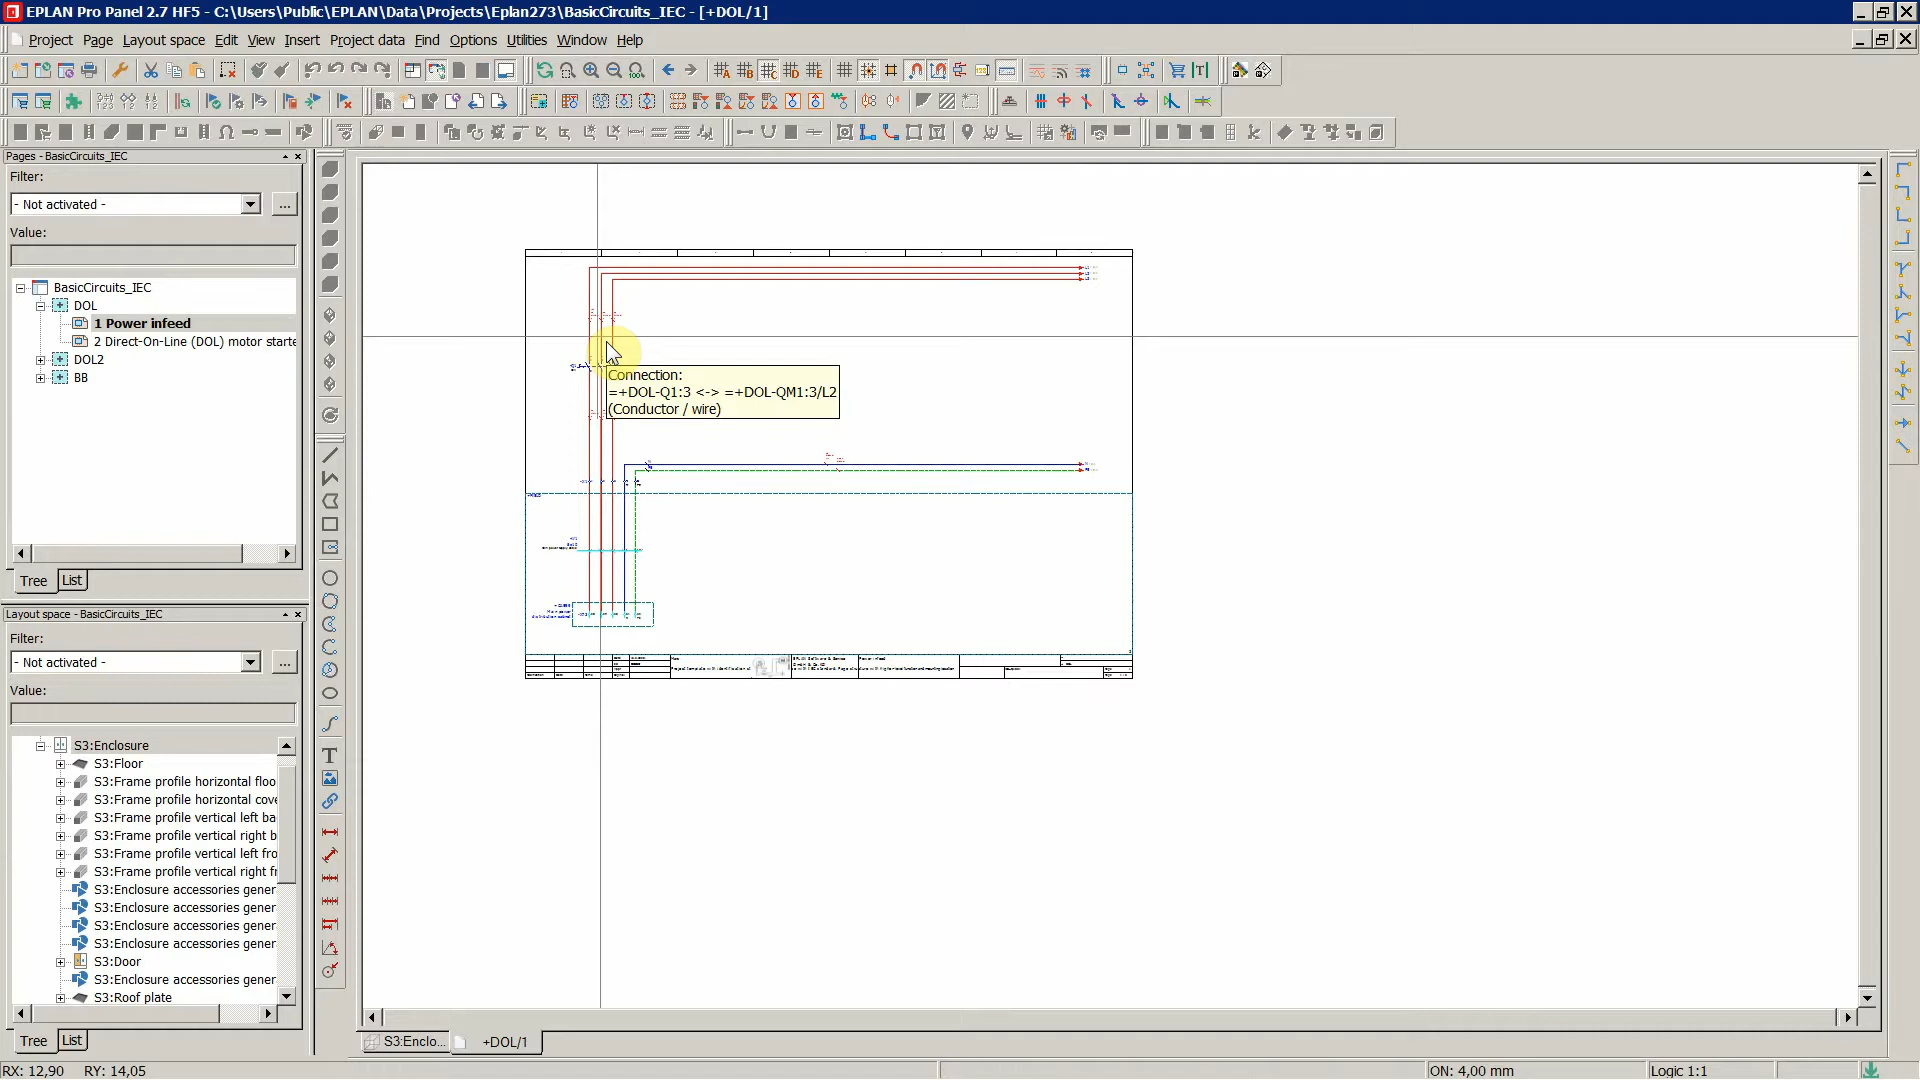 EPLAN Pro Panel 2.7 HF5 - C:\Users\Public\EPLAN\Data\Projects\Eplan273\BasicCircuits_IEC - [+DOL/1]
Project Page Layout space Edit View Insert Project data Find Options Utilities Window Help
Pages - BasicCircuits_IEC
Filter:
- Not activated -
...
Value:
BasicCircuits_IEC
DOL
1 Power infeed
2 Direct-On-Line (DOL) motor starte
DOL2
BB
Tree List
Layout space - BasicCircuits_IEC
Filter:
- Not activated -
...
Value:
S3:Enclosure
S3:Floor
S3:Frame profile horizontal floo
S3:Frame profile horizontal cove
S3:Frame profile vertical left ba
S3:Frame profile vertical right b
S3:Frame profile vertical left fro
S3:Frame profile vertical right fr
S3:Enclosure accessories gener
S3:Enclosure accessories gener
S3:Enclosure accessories gener
S3:Enclosure accessories gener
S3:Door
S3:Enclosure accessories gener
S3:Roof plate
Tree List
Connection:
=+DOL-Q1:3 <-> =+DOL-QM1:3/L2
(Conductor / wire)
S3:Enclo... +DOL/1
RX: 12,90 RY: 14,05
ON: 4,00 mm
Logic 1:1